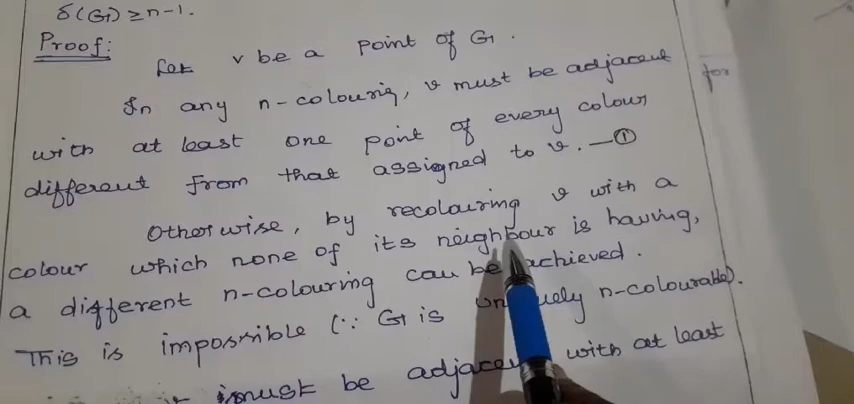 δ(G) ≥ n-1.
Proof:
Let v be a point of G.
In any n-colouring, v must be adjacent
with at least one point of every colour
different from that assigned to v. —①
Otherwise, by recolouring v with a
colour which none of its neighbour is having,
a different n-colouring can be achieved.
This is impossible (∵ G is uniquely n-colourable).
must be adjacent with at least
for